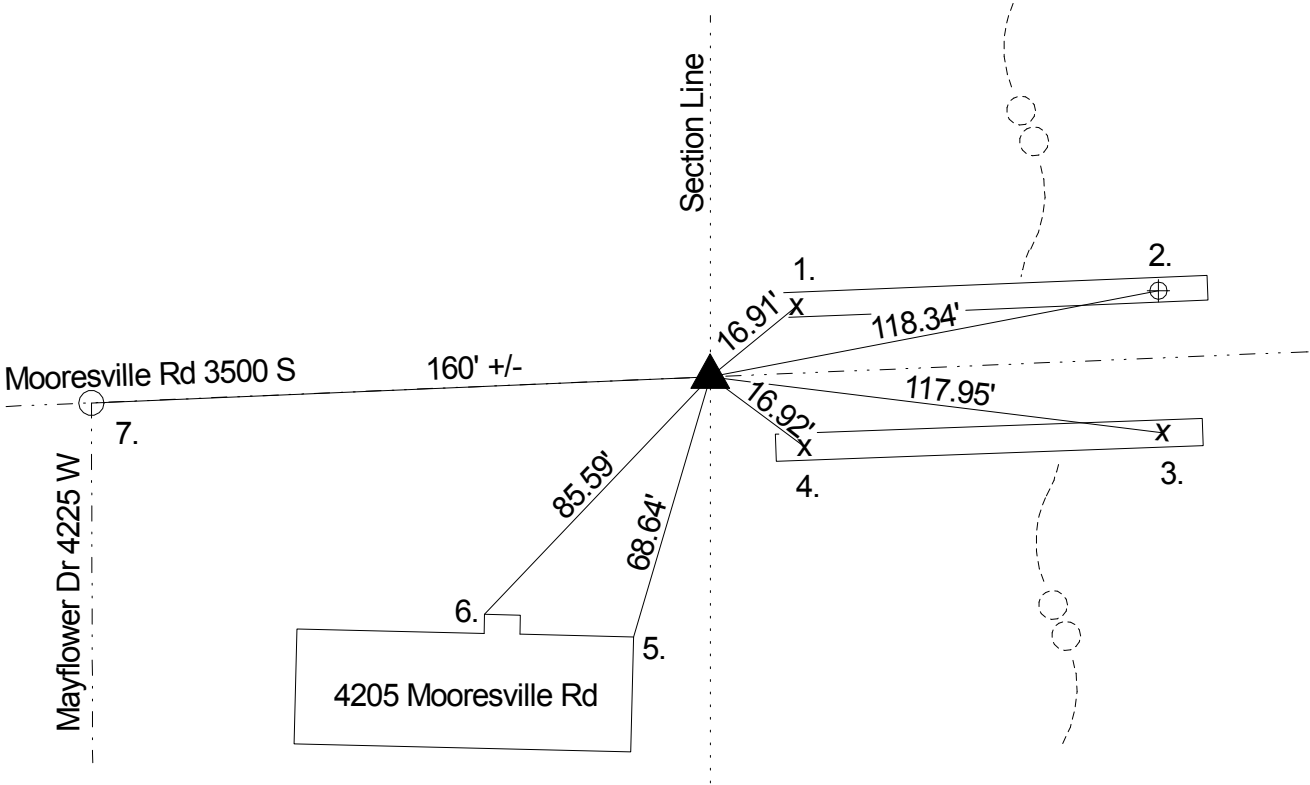 Section Line
1.
2.
16.91'
118.34'
Mooresville Rd 3500 S
160' +/-
117.95'
16.92'
7.
3.
4.
85.59'
68.64'
Mayflower Dr 4225 W
6.
5.
4205 Mooresville Rd
x
x
x